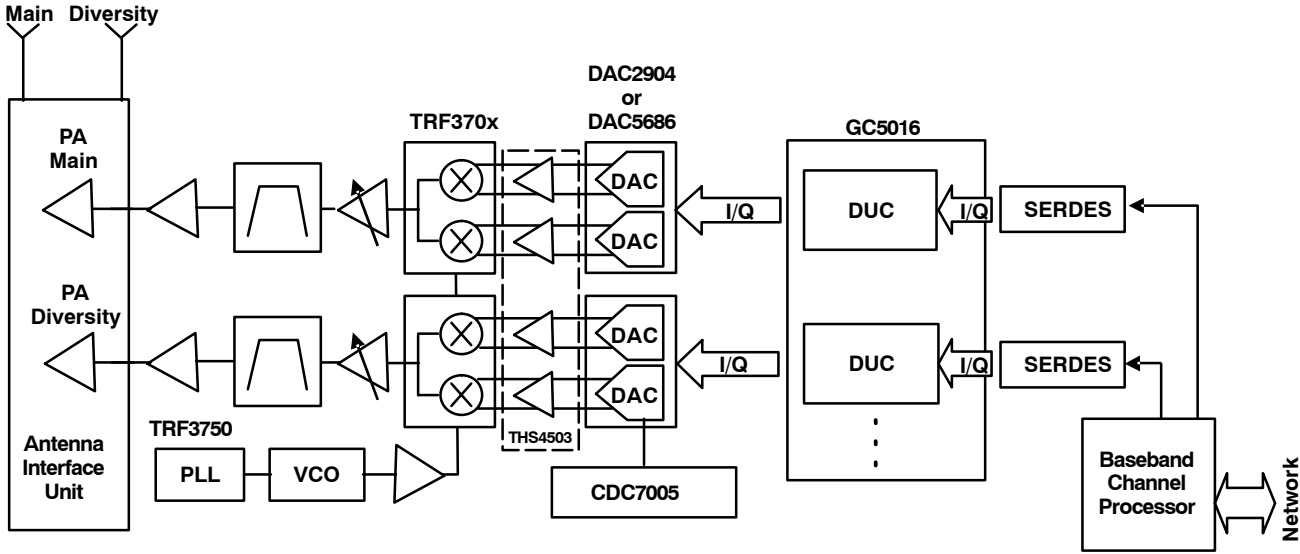 Main Diversity
DAC2904
or
DAC5686
TRF370x
GC5016
PA
Main
DAC
DAC
I/Q
DUC
I/Q
SERDES
PA
Diversity
DAC
DAC
I/Q
DUC
I/Q
SERDES
THS4503
TRF3750
PLL
VCO
CDC7005
Antenna
Interface
Unit
Baseband
Channel
Processor
Network